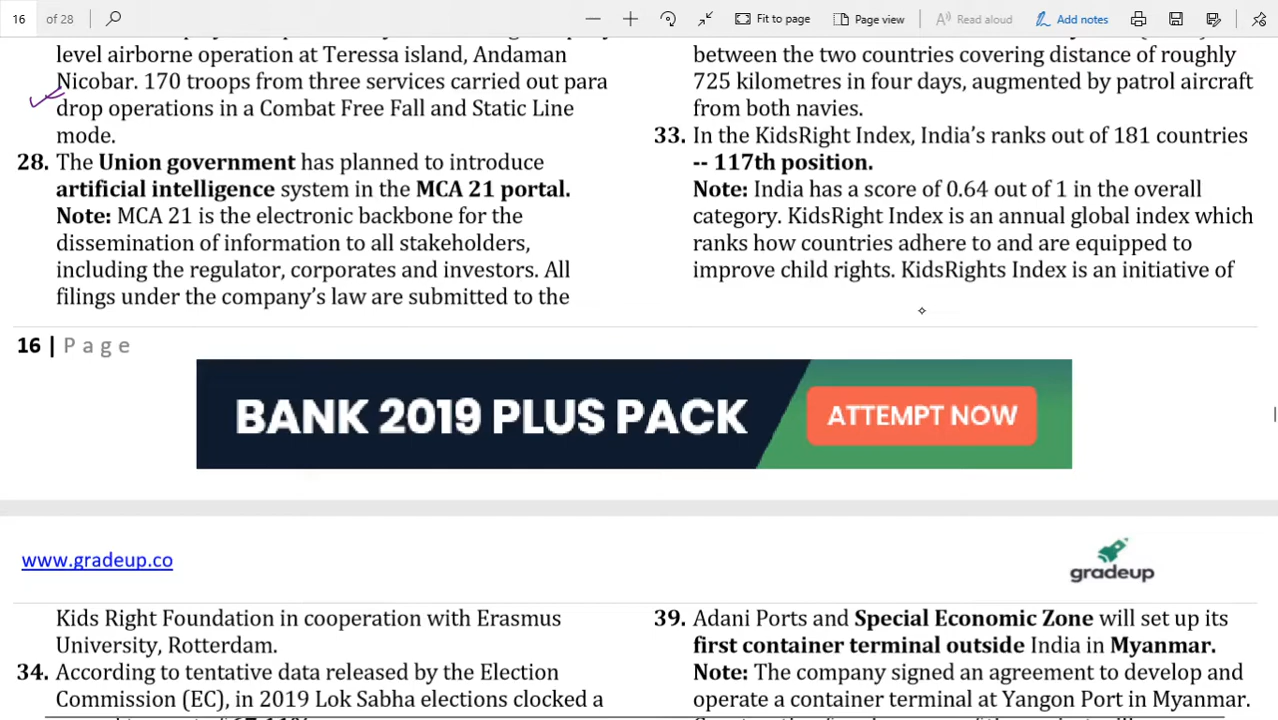 16
of 28
Fit to page
Page view
Read aloud
Add notes
level airborne operation at Teressa island, Andaman
Nicobar. 170 troops from three services carried out para
drop operations in a Combat Free Fall and Static Line
mode.
28. The Union government has planned to introduce
artificial intelligence system in the MCA 21 portal.
Note: MCA 21 is the electronic backbone for the
dissemination of information to all stakeholders,
including the regulator, corporates and investors. All
filings under the company's law are submitted to the
between the two countries covering distance of roughly
725 kilometres in four days, augmented by patrol aircraft
from both navies.
33. In the KidsRight Index, India's ranks out of 181 countries
-- 117th position.
Note: India has a score of 0.64 out of 1 in the overall
category. KidsRight Index is an annual global index which
ranks how countries adhere to and are equipped to
improve child rights. KidsRights Index is an initiative of
16 | Page
BANK 2019 PLUS PACK
ATTEMPT NOW
www.gradeup.co
gradeup
Kids Right Foundation in cooperation with Erasmus
University, Rotterdam.
34. According to tentative data released by the Election
Commission (EC), in 2019 Lok Sabha elections clocked a
39. Adani Ports and Special Economic Zone will set up its
first container terminal outside India in Myanmar.
Note: The company signed an agreement to develop and
operate a container terminal at Yangon Port in Myanmar.